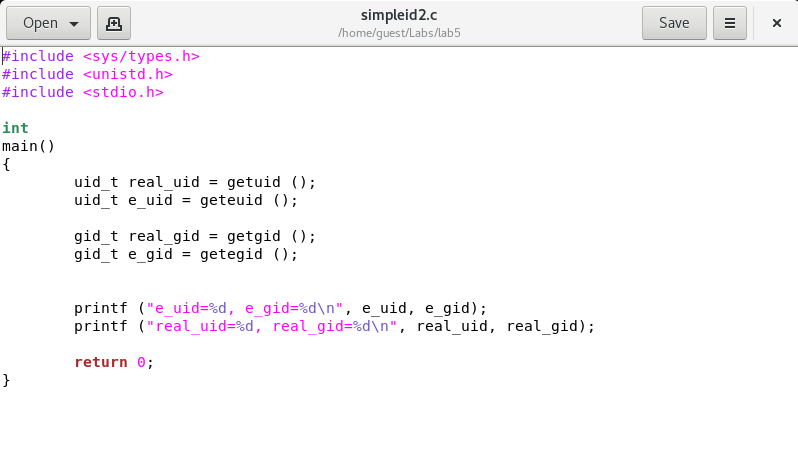 Open
simpleid2.c
/home/guest/Labs/lab5
Save
#include <sys/types.h>
#include <unistd.h>
#include <stdio.h>
int
main()
{
uid_t real_uid = getuid ();
uid_t e_uid = geteuid ();
gid_t real_gid = getgid ();
gid_t e_gid = getegid ();
printf ("e_uid=%d, e_gid=%d\n", e_uid, e_gid);
printf ("real_uid=%d, real_gid=%d\n", real_uid, real_gid);
return 0;
}